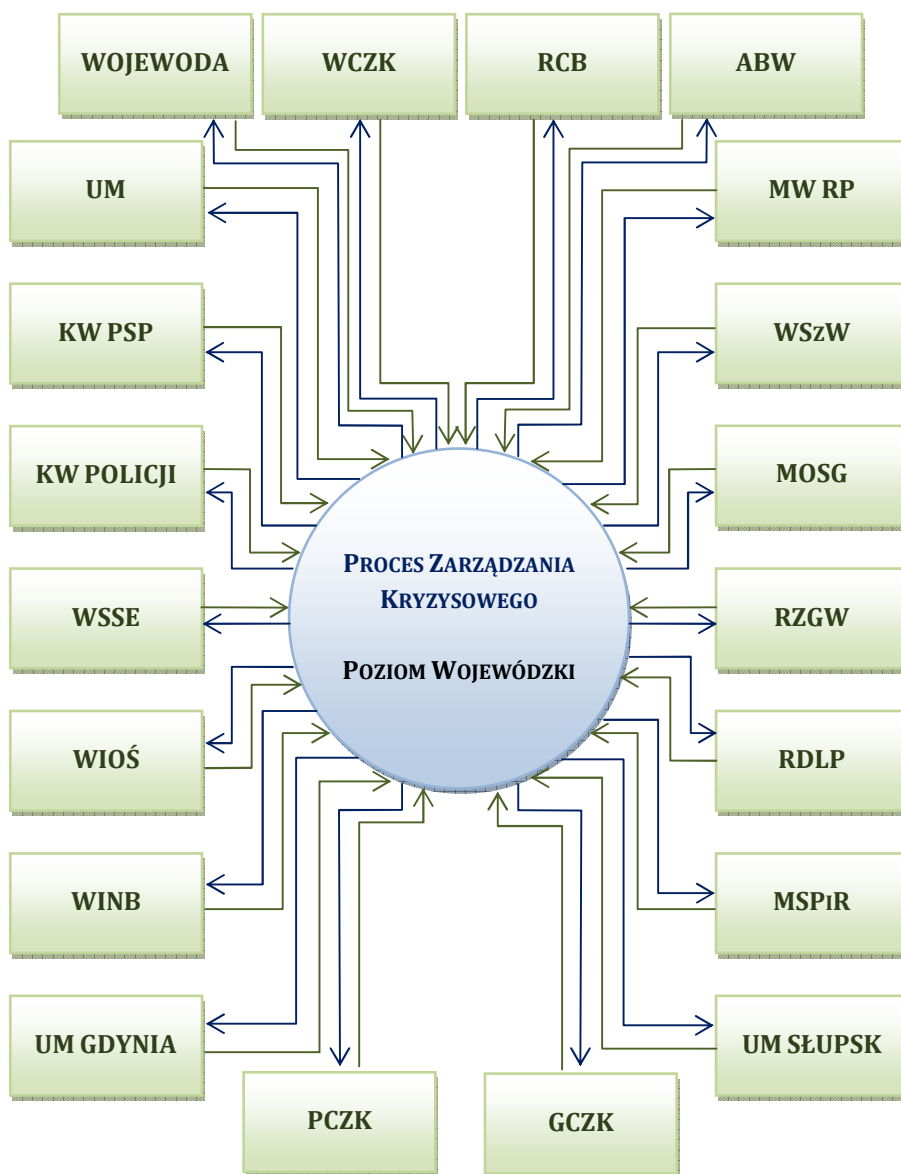 WOJEWODA
WCZK
RCB
ABW
UM
MW RP
KW PSP
WSzW
KW POLICJI
MOSG
PROCES ZARZĄDZANIA
KRYZYSOWEGO
POZIOM WOJEWÓDZKI
WSSE
RZGW
WIOŚ
RDLP
WINB
MSPiR
UM GDYNIA
UM SŁUPSK
PCZK
GCZK